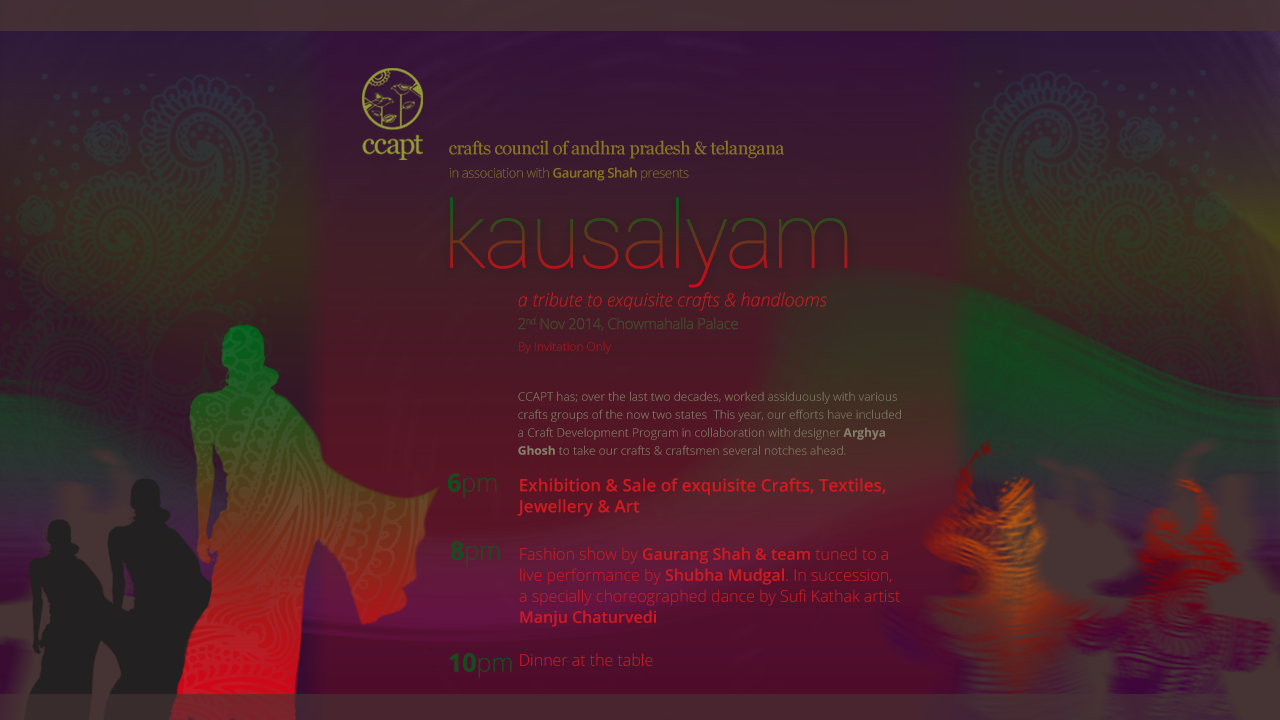 ccapt
crafts council of andhra pradesh & telangana
in association with Gaurang Shah presents
kausalyam
a tribute to exquisite crafts & handlooms
2nd Nov 2014, Chowmahalla Palace
By Invitation Only
CCAPT has; over the last two decades, worked assiduously with various
crafts groups of the now two states This year, our efforts have included
a Craft Development Program in collaboration with designer Arghya
Ghosh to take our crafts & craftsmen several notches ahead.
6pm Exhibition & Sale of exquisite Crafts, Textiles,
Jewellery & Art
8pm Fashion show by Gaurang Shah & team tuned to a
live performance by Shubha Mudgal. In succession,
a specially choreographed dance by Sufi Kathak artist
Manju Chaturvedi
10pm Dinner at the table